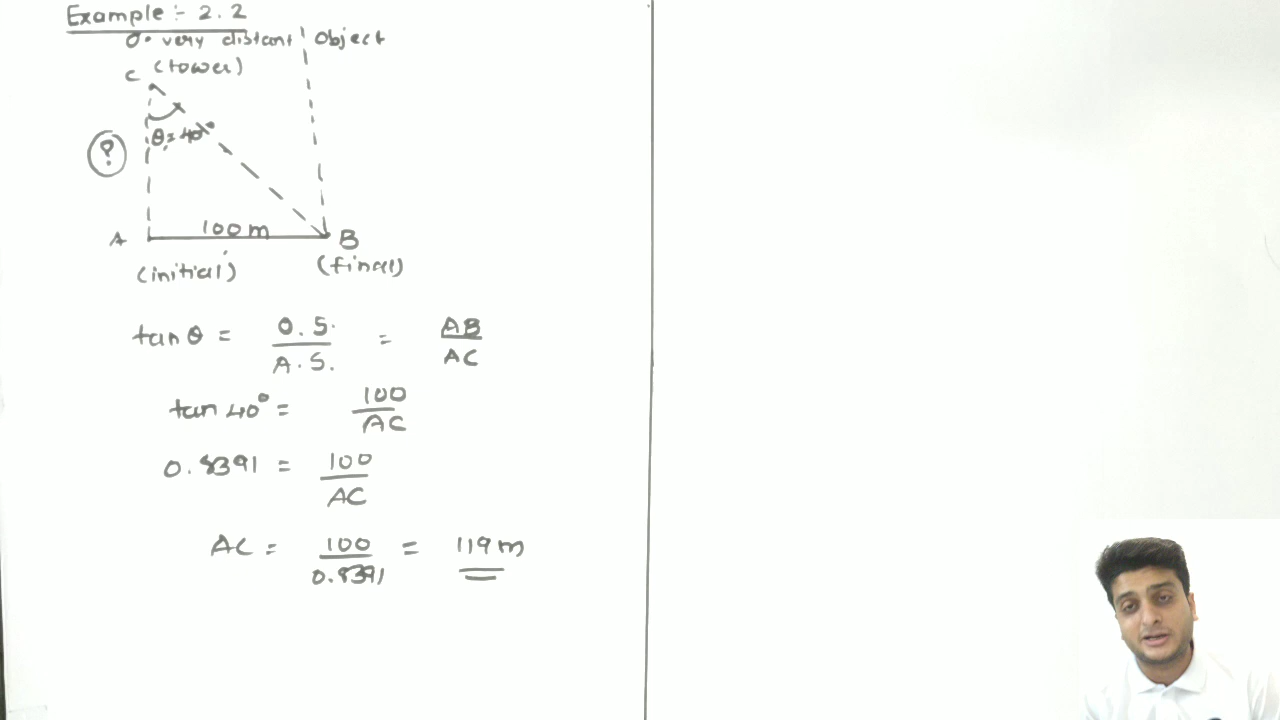 Example :- 2.2
O• very distant object
C (tower)
θ = 40°
?
A 100 m B
(initial) (final)
tan θ = O.S. / A.S. = AB / AC
tan 40° = 100 / AC
0.8391 = 100 / AC
AC = 100 / 0.8391 = 119 m